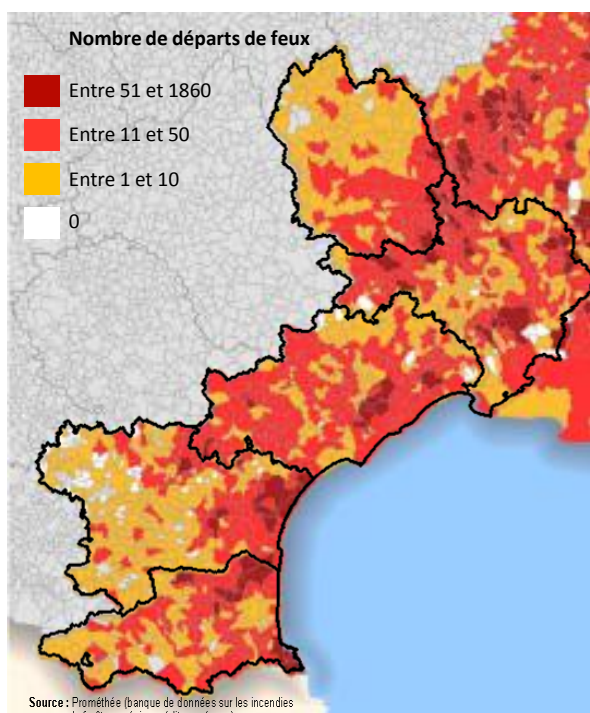 Nombre de départs de feux
Entre 51 et 1860
Entre 11 et 50
Entre 1 et 10
0
Source : Prométhée (banque de données sur les incendies